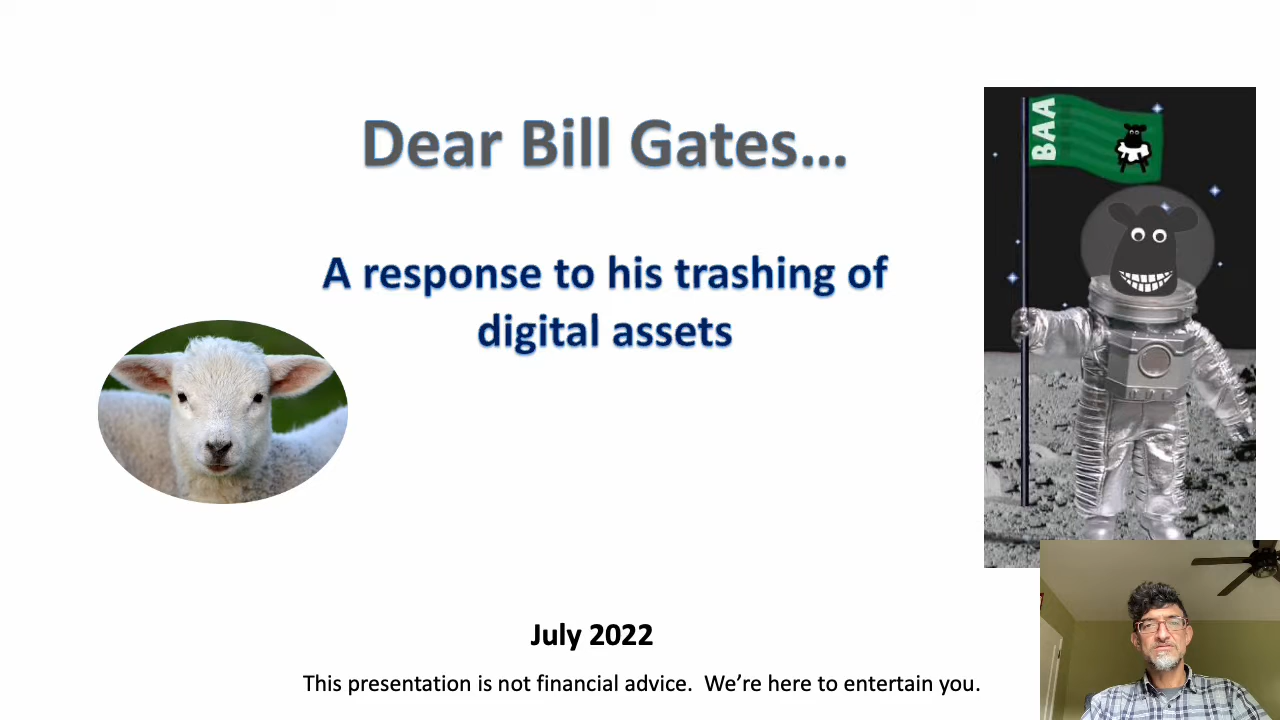 Dear Bill Gates...
A response to his trashing of
digital assets
BAA
July 2022
This presentation is not financial advice.  We're here to entertain you.